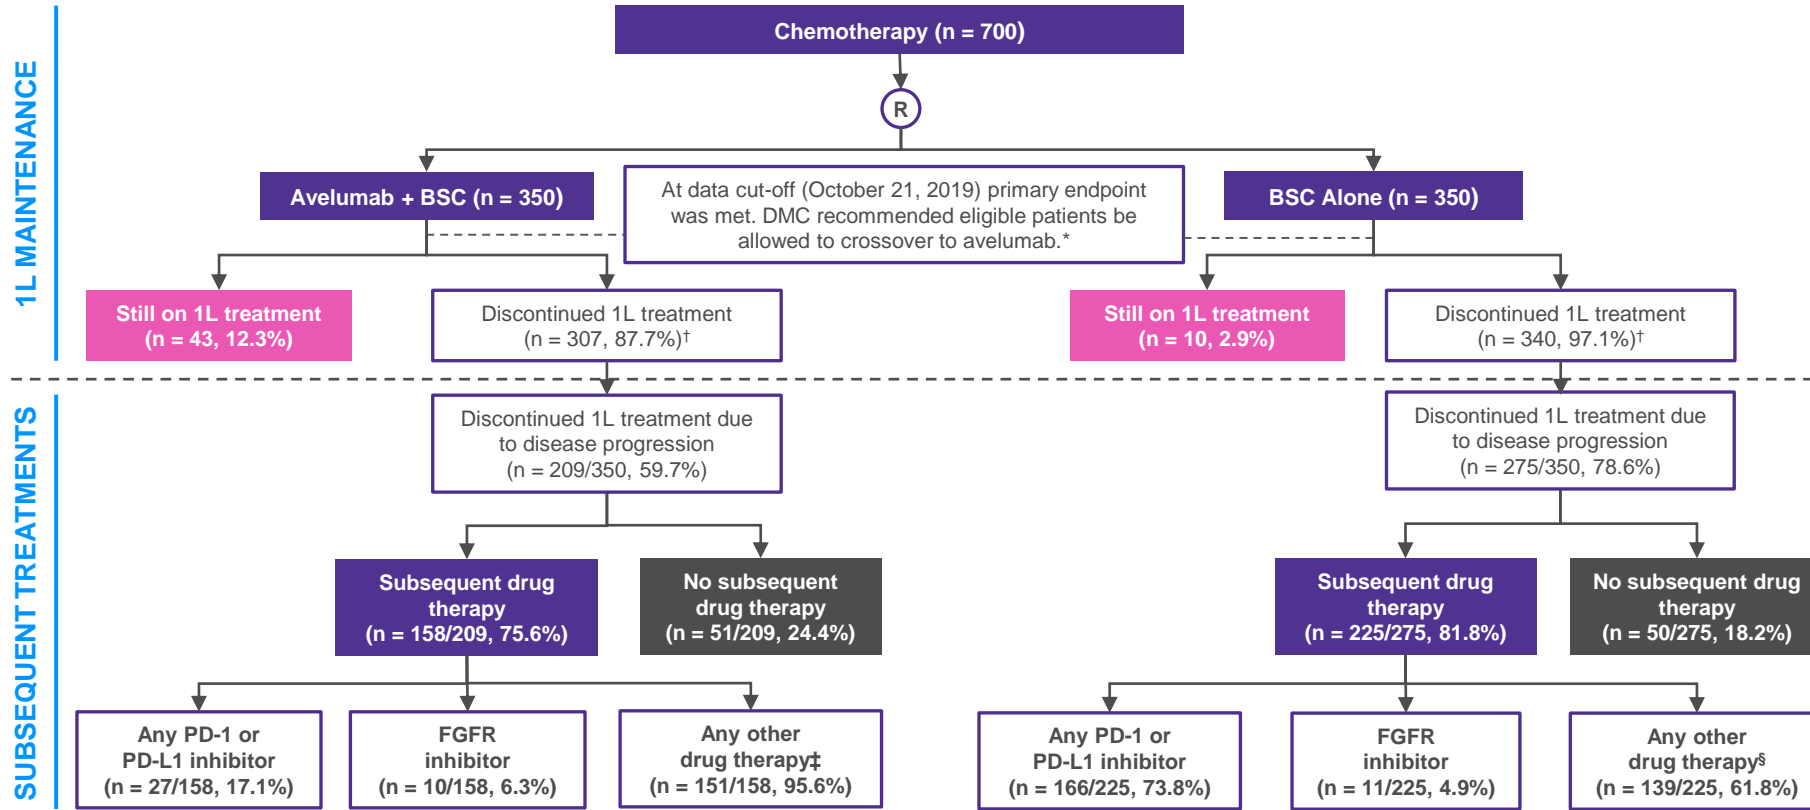 Chemotherapy (n = 700)
R
1L MAINTENANCE
Avelumab + BSC (n = 350)
At data cut-off (October 21, 2019) primary endpoint
was met. DMC recommended eligible patients be
allowed to crossover to avelumab.*
BSC Alone (n = 350)
Still on 1L treatment
(n = 43, 12.3%)
Discontinued 1L treatment
(n = 307, 87.7%)†
Still on 1L treatment
(n = 10, 2.9%)
Discontinued 1L treatment
(n = 340, 97.1%)†
SUBSEQUENT TREATMENTS
Discontinued 1L treatment due
to disease progression
(n = 209/350, 59.7%)
Discontinued 1L treatment due
to disease progression
(n = 275/350, 78.6%)
Subsequent drug
therapy
(n = 158/209, 75.6%)
No subsequent
drug therapy
(n = 51/209, 24.4%)
Subsequent drug
therapy
(n = 225/275, 81.8%)
No subsequent drug
therapy
(n = 50/275, 18.2%)
Any PD-1 or
PD-L1 inhibitor
(n = 27/158, 17.1%)
FGFR
inhibitor
(n = 10/158, 6.3%)
Any other
drug therapy‡
(n = 151/158, 95.6%)
Any PD-1 or
PD-L1 inhibitor
(n = 166/225, 73.8%)
FGFR
inhibitor
(n = 11/225, 4.9%)
Any other
drug therapy§
(n = 139/225, 61.8%)